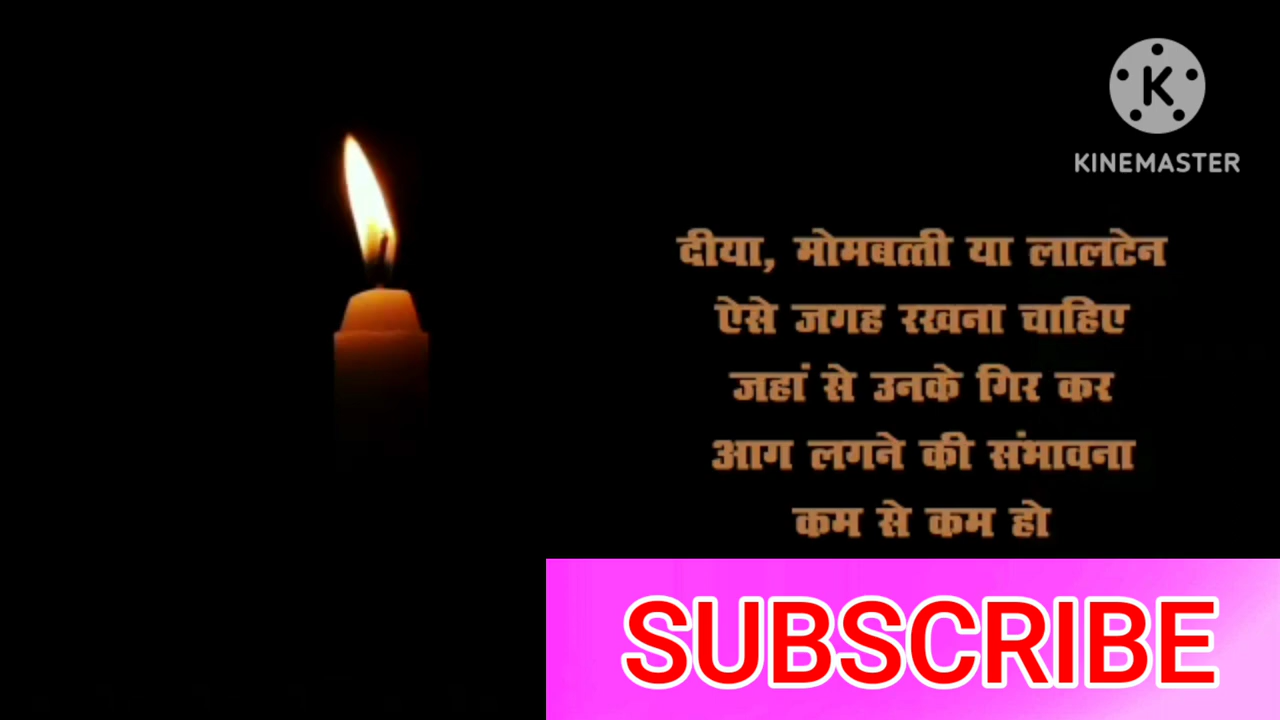 K
KINEMASTER
दीया, मोमबत्ती या लालटेन
ऐसे जगह रखना चाहिए
जहां से उनके गिर कर
आग लगने की संभावना
कम से कम हो
SUBSCRIBE